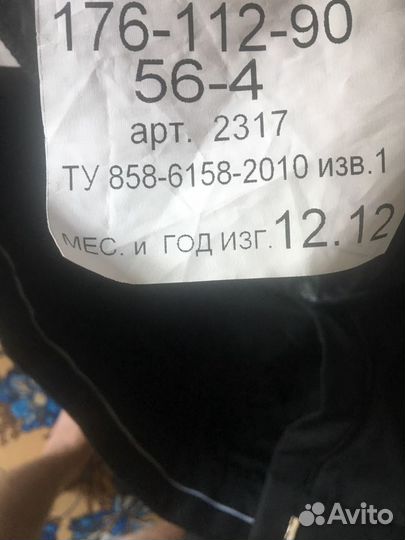 176-112-90
56-4
арт. 2317
ТУ 858-6158-2010 изв.1
МЕС. и ГОД ИЗГ. 12.12
Avito